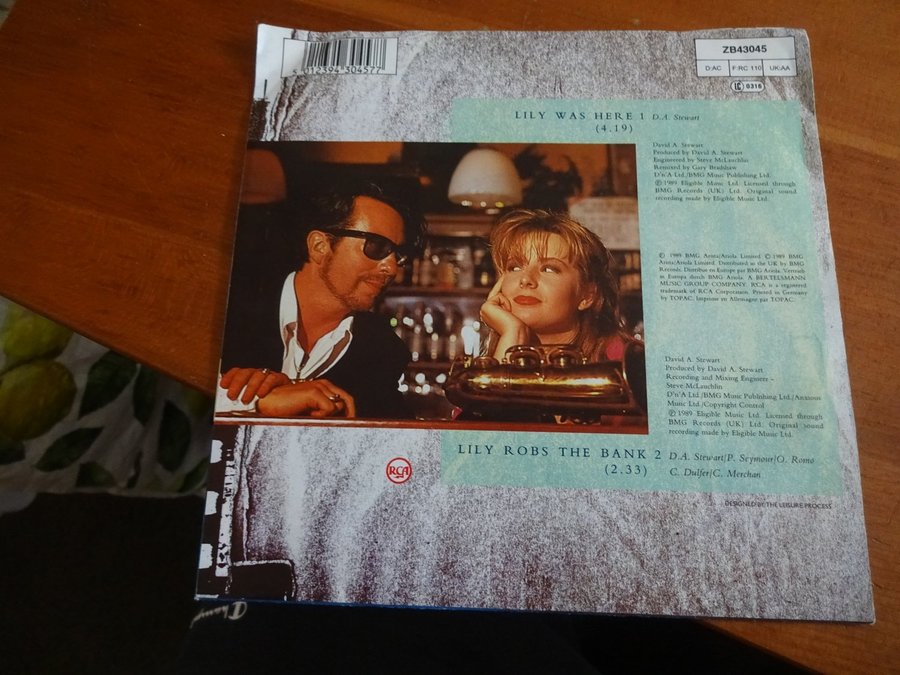 5 012394 304577
ZB43045
D:AC F:RC 110 UK:AA
LC 0316
LILY WAS HERE 1 D.A. Stewart
(4.19)
David A. Stewart
Produced by David A. Stewart
Engineered by Steve McLauchlin
Remixed by Gary Bradshaw
D'n'A Ltd./BMG Music Publishing Ltd.
Ⓟ 1989 Eligible Music Ltd. Licensed through
BMG Records (UK) Ltd. Original sound
recording made by Eligible Music Ltd.
Ⓟ 1989 BMG Arista/Ariola Limited. © 1989 BMG
Arista/Ariola Limited. Distributed in the UK by BMG
Records. Distribue en Europe par BMG Ariola. Vertrieb
in Europa durch BMG Ariola. A BERTELSMANN
MUSIC GROUP COMPANY. RCA is a registered
trademark of RCA Corporation. Printed in Germany
by TOPAC. Imprime en Allemagne par TOPAC.
David A. Stewart
Produced by David A. Stewart
Recording and Mixing Engineer -
Steve McLauchlin
D'n'A Ltd./BMG Music Publishing Ltd./Anxious
Music Ltd./Copyright Control
Ⓟ 1989 Eligible Music Ltd. Licensed through
BMG Records (UK) Ltd. Original sound
recording made by Eligible Music Ltd.
LILY ROBS THE BANK 2 D.A. Stewart/P. Seymour/O. Romo
(2.33) C. Dulfer/C. Merchan
RCA
DESIGNED BY THE LEISURE PROCESS